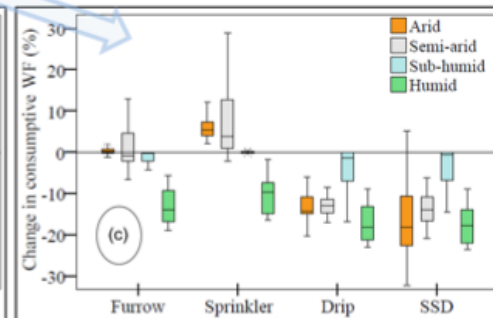 Change in consumptive WF (%)
30
20
10
0
-10
-20
-30
Arid
Semi-arid
Sub-humid
Humid
(c)
Furrow Sprinkler Drip SSD